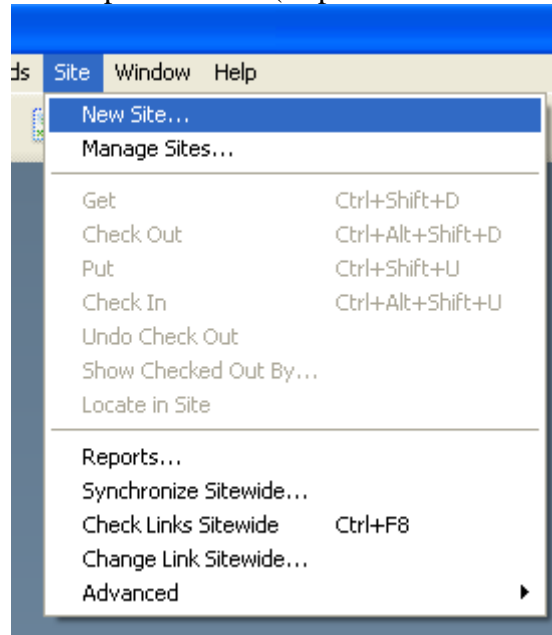 ds Site Window Help
New Site...
Manage Sites...
Get Ctrl+Shift+D
Check Out Ctrl+Alt+Shift+D
Put Ctrl+Shift+U
Check In Ctrl+Alt+Shift+U
Undo Check Out
Show Checked Out By...
Locate in Site
Reports...
Synchronize Sitewide...
Check Links Sitewide Ctrl+F8
Change Link Sitewide...
Advanced